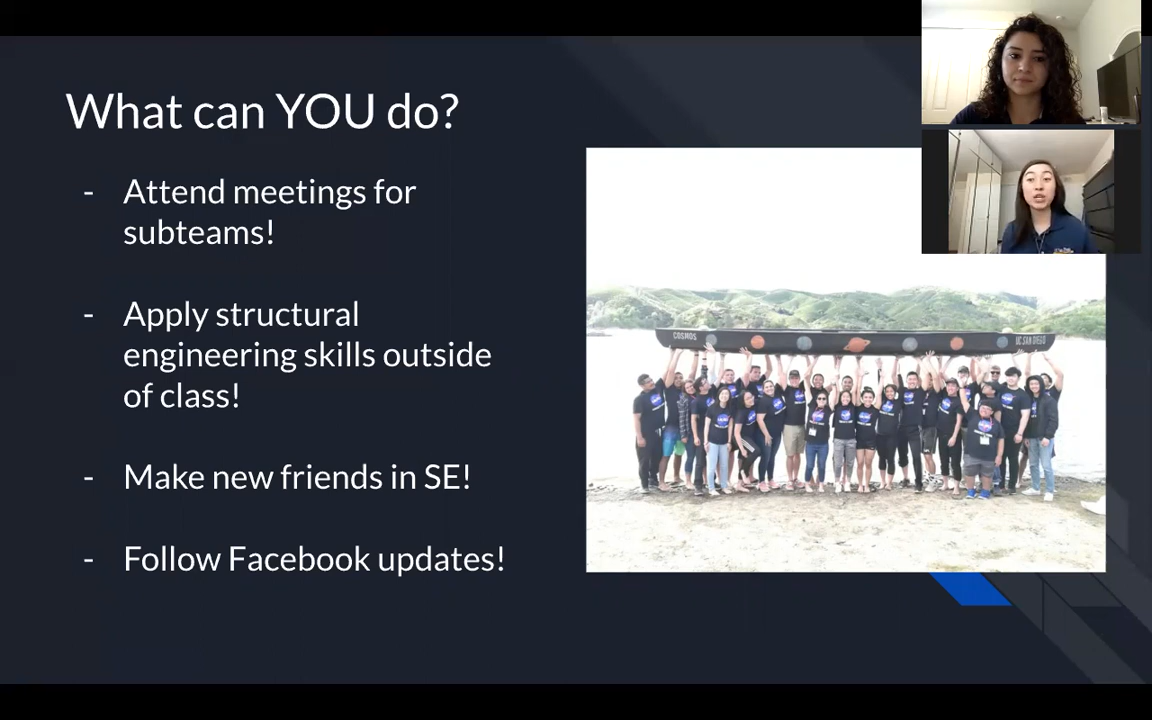 What can YOU do?
- Attend meetings for
subteams!
- Apply structural
engineering skills outside
of class!
- Make new friends in SE!
- Follow Facebook updates!
COSMOS
UC SAN DIEGO